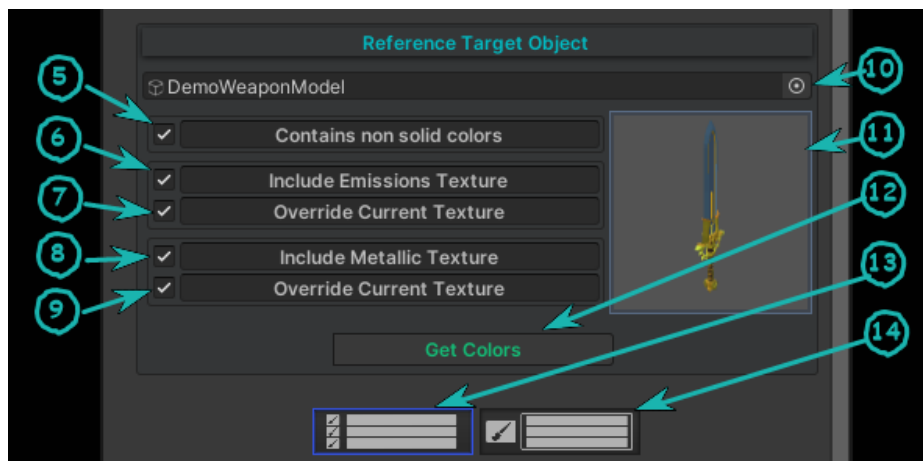 Reference Target Object
5
10
DemoWeaponModel
Contains non solid colors
11
6
Include Emissions Texture
7
Override Current Texture
12
8
Include Metallic Texture
13
9
Override Current Texture
14
Get Colors